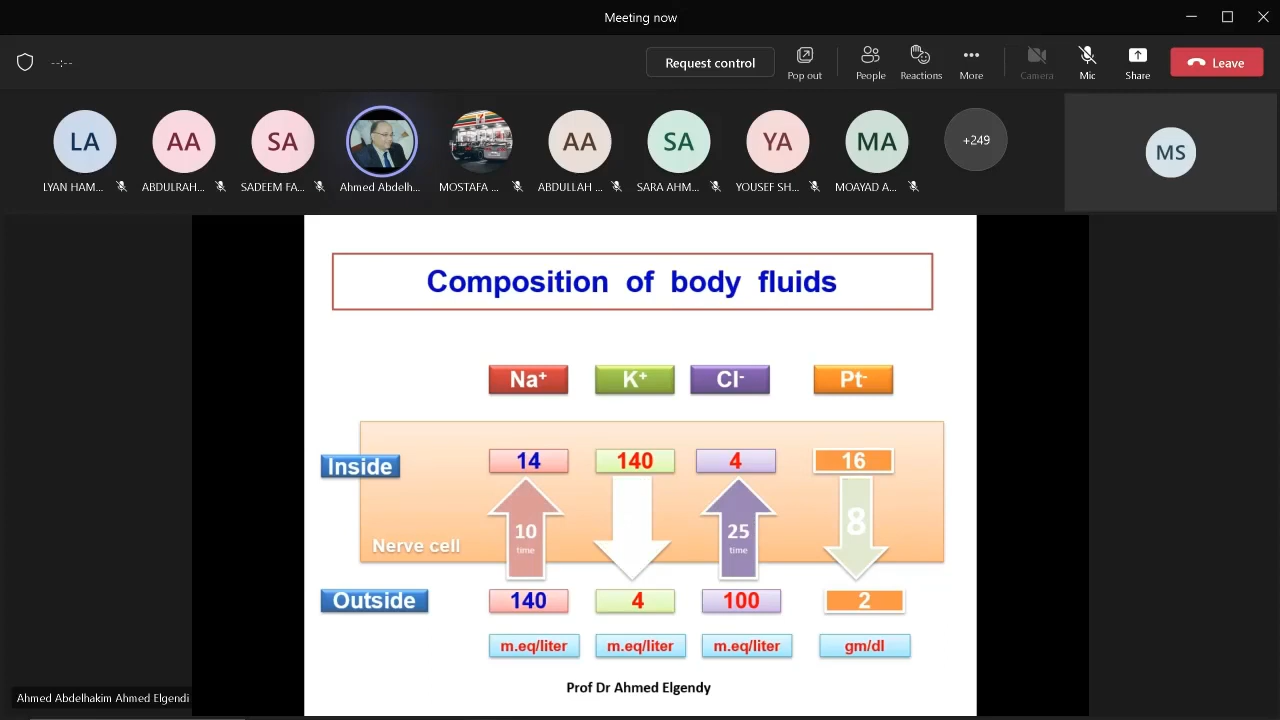 Meeting now
--:--
Request control
Pop out
People
Reactions
More
Camera
Mic
Share
Leave
LA
AA
SA
AA
SA
YA
MA
+249
MS
LYAN HAM...
ABDULRAH...
SADEEM FA...
Ahmed Abdelh...
MOSTAFA ...
ABDULLAH ...
SARA AHM...
YOUSEF SH...
MOAYAD A...
Composition of body fluids
Na+ K+ Cl- Pt-
Inside 14 140 4 16
10 time 25 time 8
Nerve cell
Outside 140 4 100 2
m.eq/liter m.eq/liter m.eq/liter gm/dl
Prof Dr Ahmed Elgendy
Ahmed Abdelhakim Ahmed Elgendi